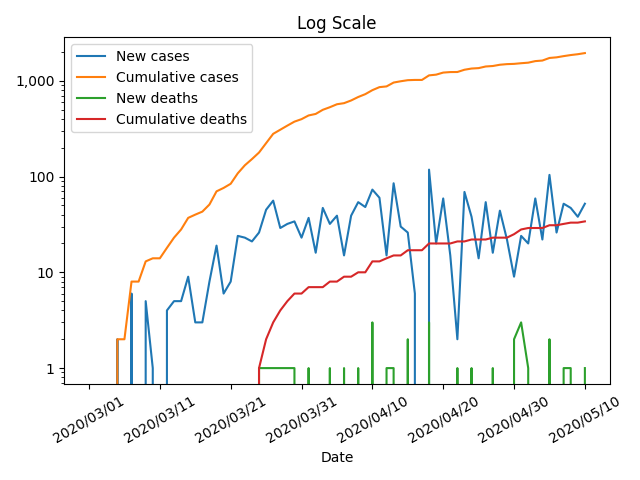 Log Scale
New cases
Cumulative cases
New deaths
Cumulative deaths
1,000
100
10
1
2020/03/01
2020/03/11
2020/03/21
2020/03/31
2020/04/10
2020/04/20
2020/04/30
2020/05/10
Date